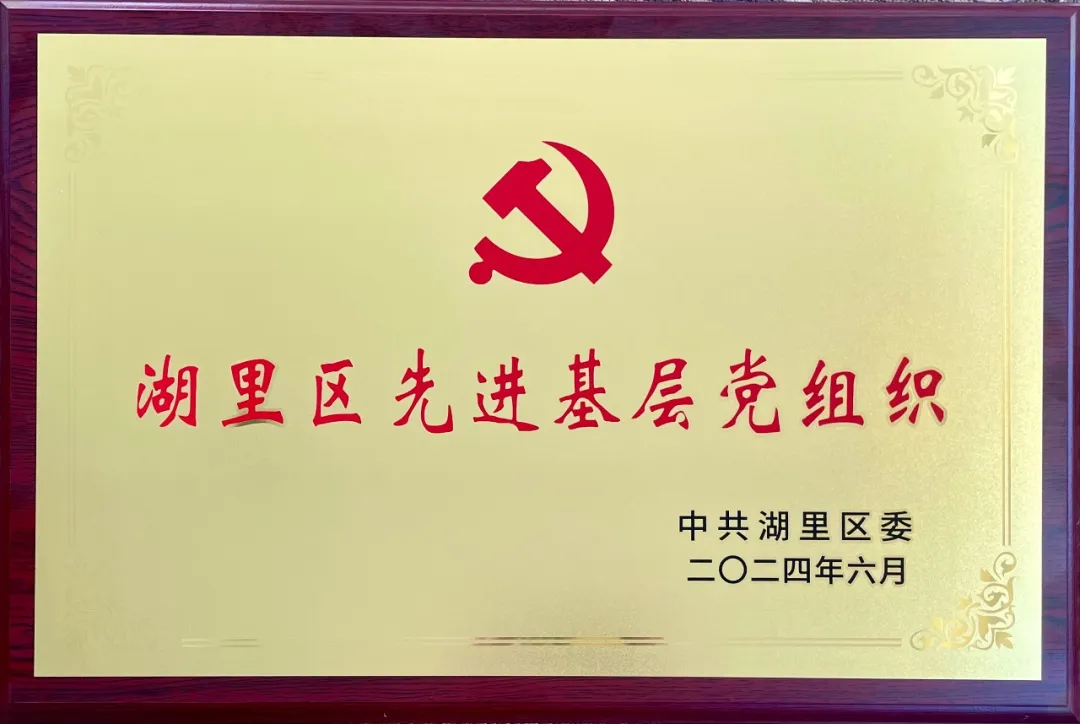 湖里区先进基层党组织
中共湖里区委
二〇二四年六月